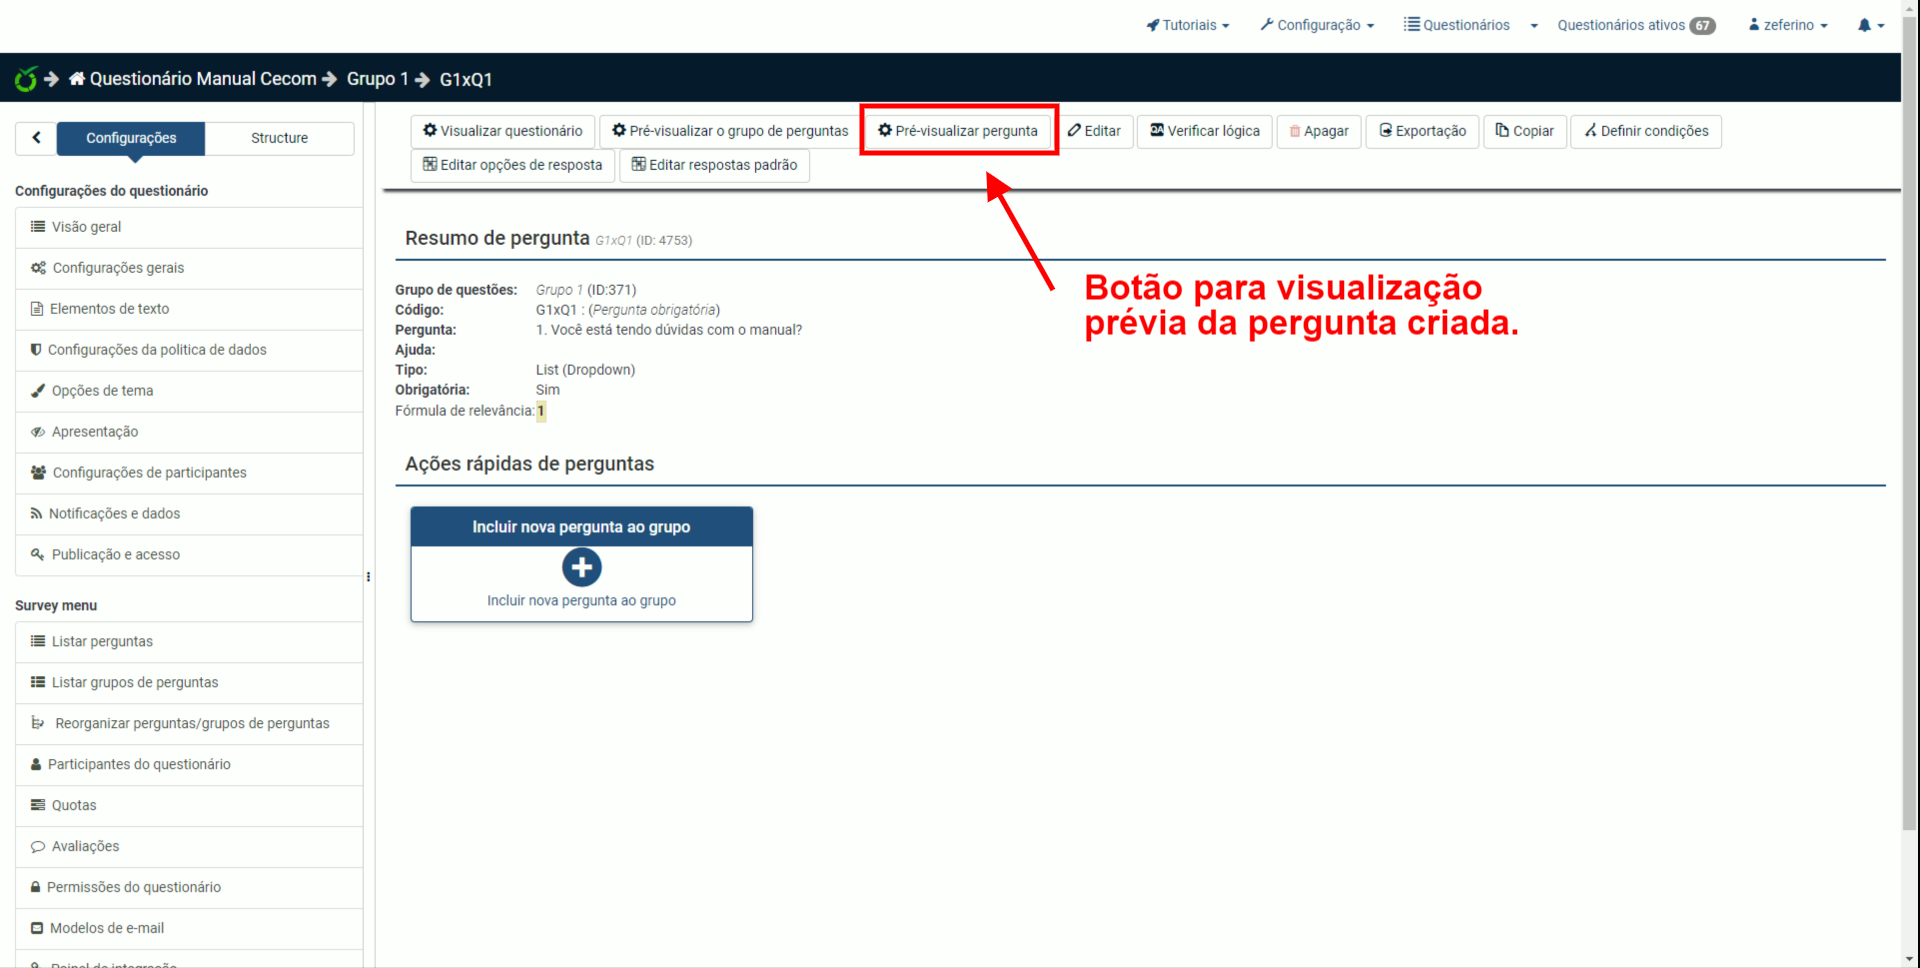 Tutoriais
Configuração
Questionários
Questionários ativos 67
zeferino
Questionário Manual Cecom
Grupo 1
G1xQ1
Configurações
Structure
Configurações do questionário
Visão geral
Configurações gerais
Elementos de texto
Configurações da politica de dados
Opções de tema
Apresentação
Configurações de participantes
Notificações e dados
Publicação e acesso
Survey menu
Listar perguntas
Listar grupos de perguntas
Reorganizar perguntas/grupos de perguntas
Participantes do questionário
Quotas
Avaliações
Permissões do questionário
Modelos de e-mail
Painel de integração
Visualizar questionário
Pré-visualizar o grupo de perguntas
Pré-visualizar pergunta
Editar
Verificar lógica
Apagar
Exportação
Copiar
Definir condições
Editar opções de resposta
Editar respostas padrão
Resumo de pergunta G1xQ1 (ID: 4753)
Grupo de questões: Grupo 1 (ID:371)
Código: G1xQ1 : (Pergunta obrigatória)
Pergunta: 1. Você está tendo dúvidas com o manual?
Ajuda:
Tipo: List (Dropdown)
Obrigatória: Sim
Fórmula de relevância: 1
Botão para visualização
prévia da pergunta criada.
Ações rápidas de perguntas
Incluir nova pergunta ao grupo
Incluir nova pergunta ao grupo